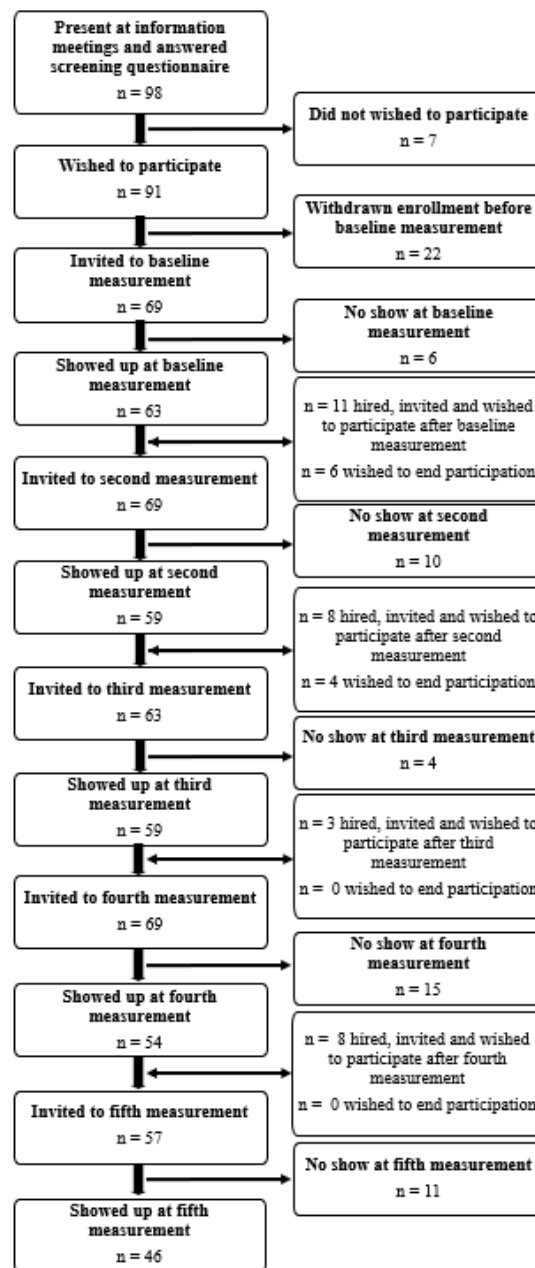 Present at information
meetings and answered
screening questionnaire
n = 98
Did not wished to participate
n = 7
Wished to participate
n = 91
Withdrawn enrollment before
baseline measurement
n = 22
Invited to baseline
measurement
n = 69
No show at baseline
measurement
n = 6
Showed up at baseline
measurement
n = 63
n = 11 hired, invited and wished
to participate after baseline
measurement
n = 6 wished to end participation
Invited to second measurement
n = 69
No show at second
measurement
n = 10
Showed up at second
measurement
n = 59
n = 8 hired, invited and wished to
participate after second
measurement
n = 4 wished to end participation
Invited to third measurement
n = 63
No show at third measurement
n = 4
Showed up at third
measurement
n = 59
n = 3 hired, invited and wished to
participate after third
measurement
n = 0 wished to end participation
Invited to fourth measurement
n = 69
No show at fourth
measurement
n = 15
Showed up at fourth
measurement
n = 54
n = 8 hired, invited and wished
to participate after fourth
measurement
n = 0 wished to end participation
Invited to fifth measurement
n = 57
No show at fifth measurement
n = 11
Showed up at fifth
measurement
n = 46